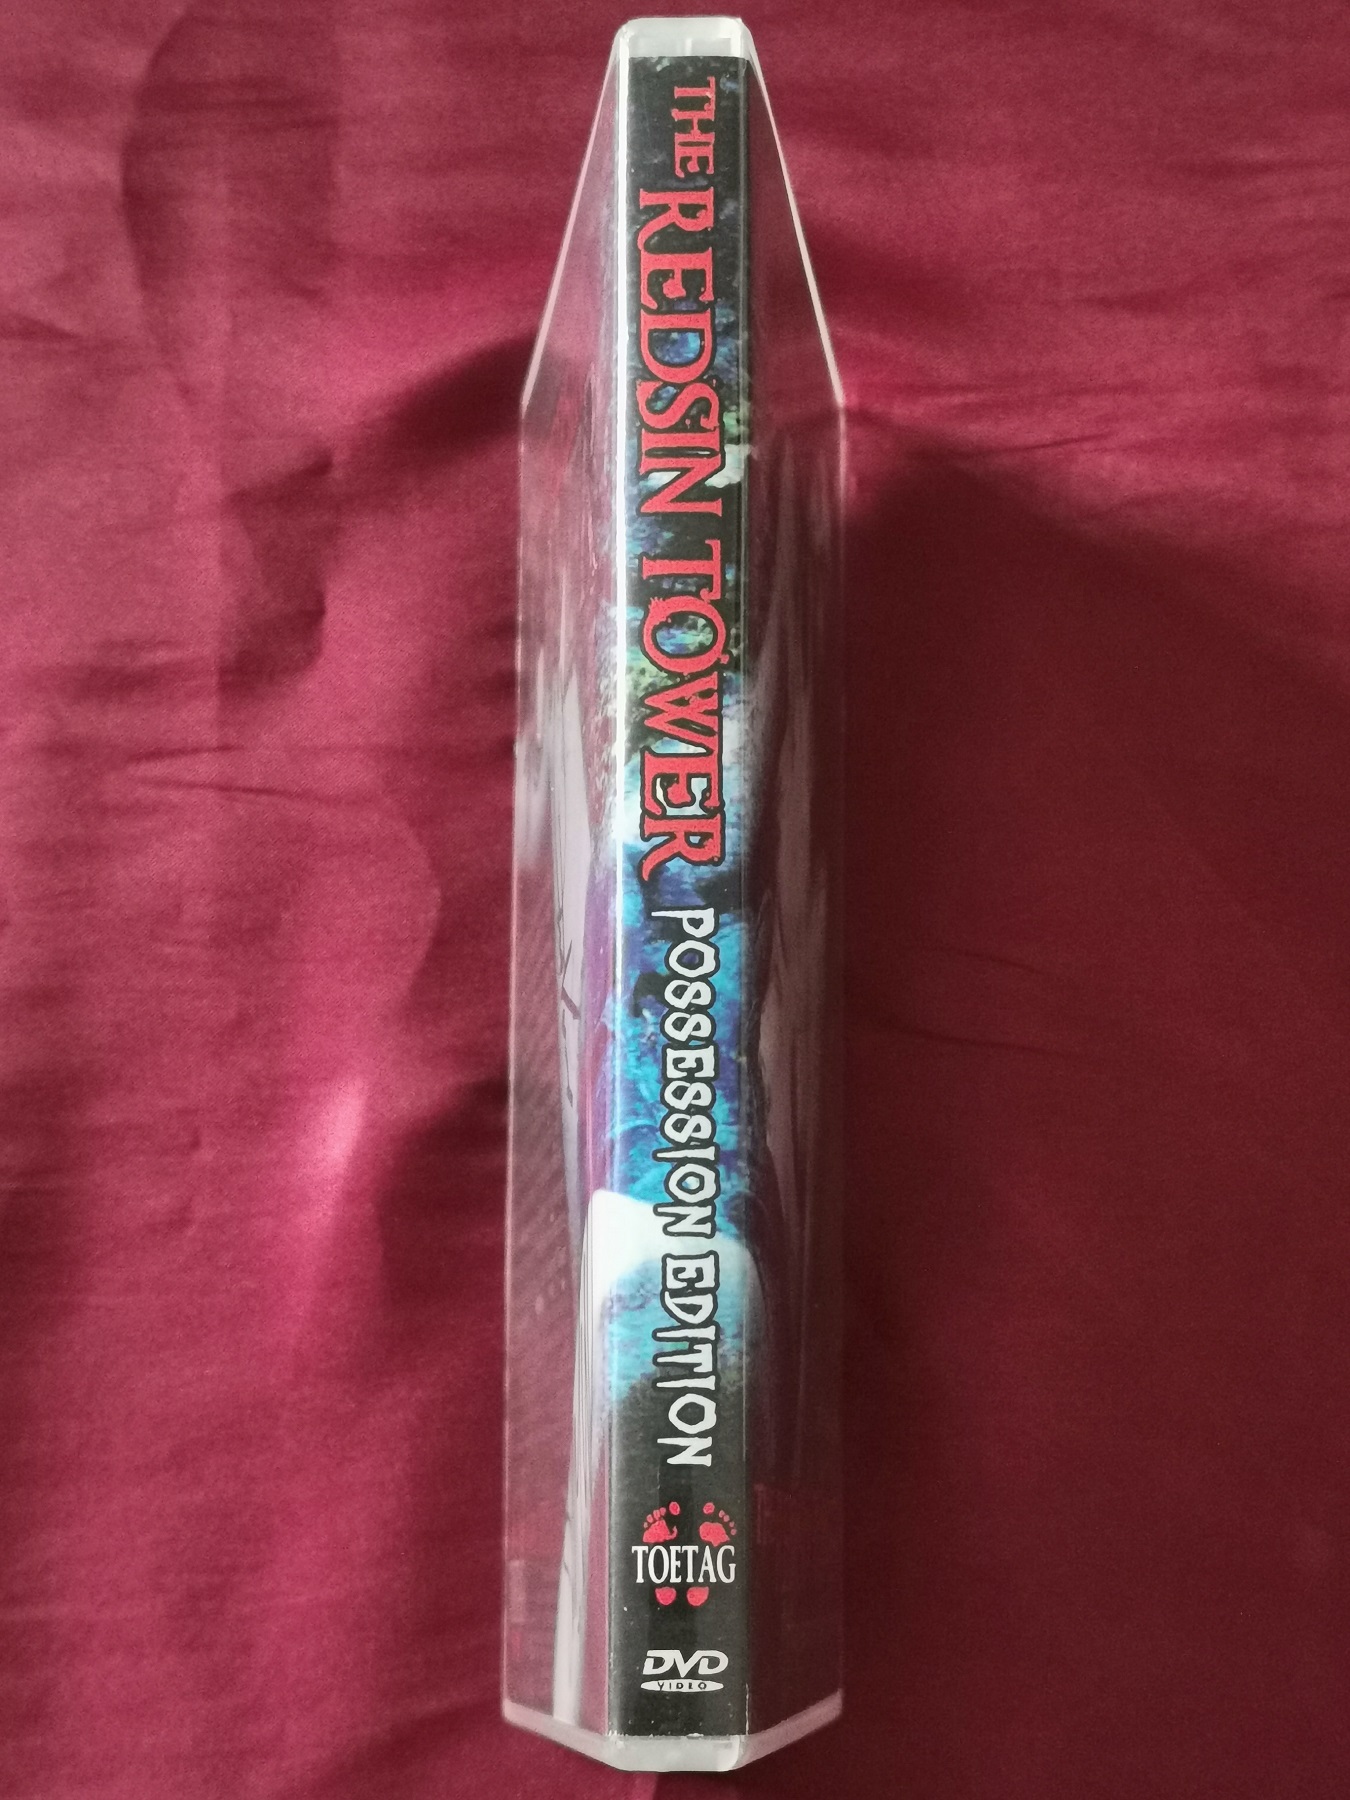 THE REDSIN TOWER POSSESSION EDITION
TOETAG
DVD
VIDEO